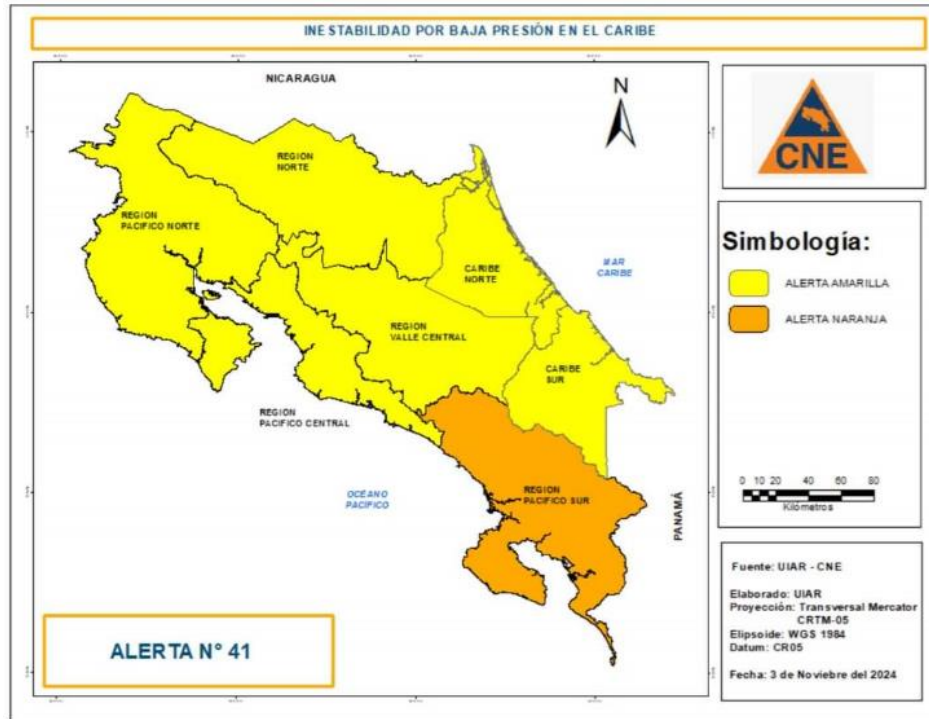 INESTABILIDAD POR BAJA PRESIÓN EN EL CARIBE
NICARAGUA
N
REGION
NORTE
REGION
PACIFICO NORTE
CARIBE
NORTE
MAR
CARIBE
REGION
VALLE CENTRAL
CARIBE
SUR
REGION
PACIFICO CENTRAL
OCÉANO
PACIFICO
REGION
PACIFICO SUR
PANAMÁ
ALERTA N° 41
CNE
Simbología:
ALERTA AMARILLA
ALERTA NARANJA
0 10 20 40 60 80
Kilómetros
Fuente: UIAR - CNE
Elaborado: UIAR
Proyección: Transversal Mercator
CRTM-05
Elipsoide: WGS 1984
Datum: CR05
Fecha: 3 de Noviebre del 2024